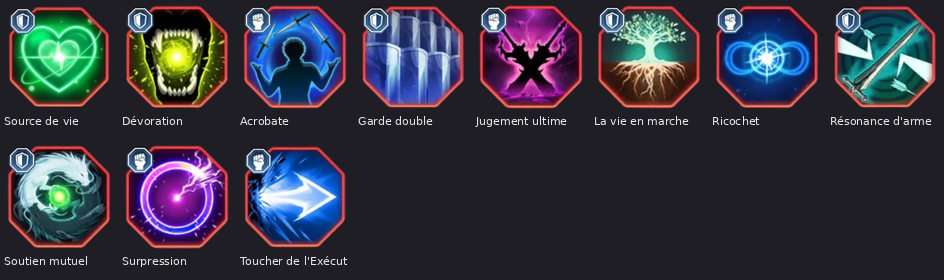 Source de vie
Dévoration
Acrobate
Garde double
Jugement ultime
La vie en marche
Ricochet
Résonance d'arme
Soutien mutuel
Surpression
Toucher de l'Exécut